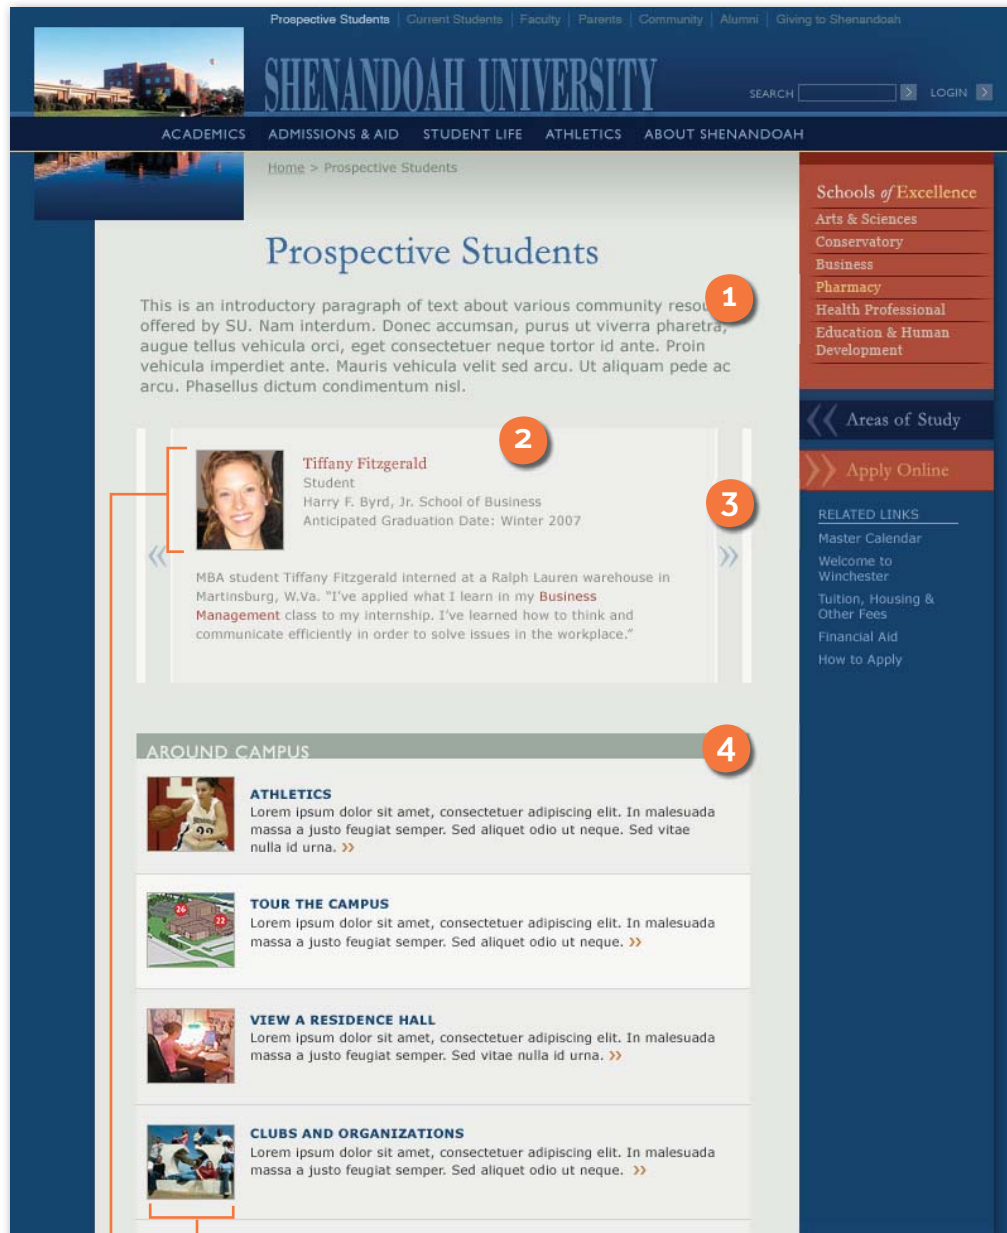 Prospective Students | Current Students | Faculty | Parents | Community | Alumni | Giving to Shenandoah
SHENANDOAH UNIVERSITY
SEARCH
LOGIN
ACADEMICS ADMISSIONS & AID STUDENT LIFE ATHLETICS ABOUT SHENANDOAH
Home > Prospective Students
Prospective Students
1
This is an introductory paragraph of text about various community
offered by SU. Nam interdum. Donec accumsan, purus ut viverra pharetra,
augue tellus vehicula orci, eget consectetuer neque tortor id ante. Proin
vehicula imperdiet ante. Mauris vehicula velit sed arcu. Ut aliquam pede ac
arcu. Phasellus dictum condimentum nisl.
2
Tiffany Fitzgerald
Student
Harry F. Byrd, Jr. School of Business
Anticipated Graduation Date: Winter 2007
3
«
»
MBA student Tiffany Fitzgerald interned at a Ralph Lauren warehouse in
Martinsburg, W.Va. “I’ve applied what I learn in my Business
Management class to my internship. I’ve learned how to think and
communicate efficiently in order to solve issues in the workplace.”
AROUND CAMPUS
4
ATHLETICS
Lorem ipsum dolor sit amet, consectetuer adipiscing elit. In malesuada
massa a justo feugiat semper. Sed aliquet odio ut neque. Sed vitae
nulla id urna. »
26
22
TOUR THE CAMPUS
Lorem ipsum dolor sit amet, consectetuer adipiscing elit. In malesuada
massa a justo feugiat semper. Sed aliquet odio ut neque. »
VIEW A RESIDENCE HALL
Lorem ipsum dolor sit amet, consectetuer adipiscing elit. In malesuada
massa a justo feugiat semper. Sed vitae nulla id urna. »
CLUBS AND ORGANIZATIONS
Lorem ipsum dolor sit amet, consectetuer adipiscing elit. In malesuada
massa a justo feugiat semper. Sed aliquet odio ut neque. »
Schools of Excellence
Arts & Sciences
Conservatory
Business
Pharmacy
Health Professional
Education & Human
Development
« Areas of Study
» Apply Online
RELATED LINKS
Master Calendar
Welcome to
Winchester
Tuition, Housing &
Other Fees
Financial Aid
How to Apply